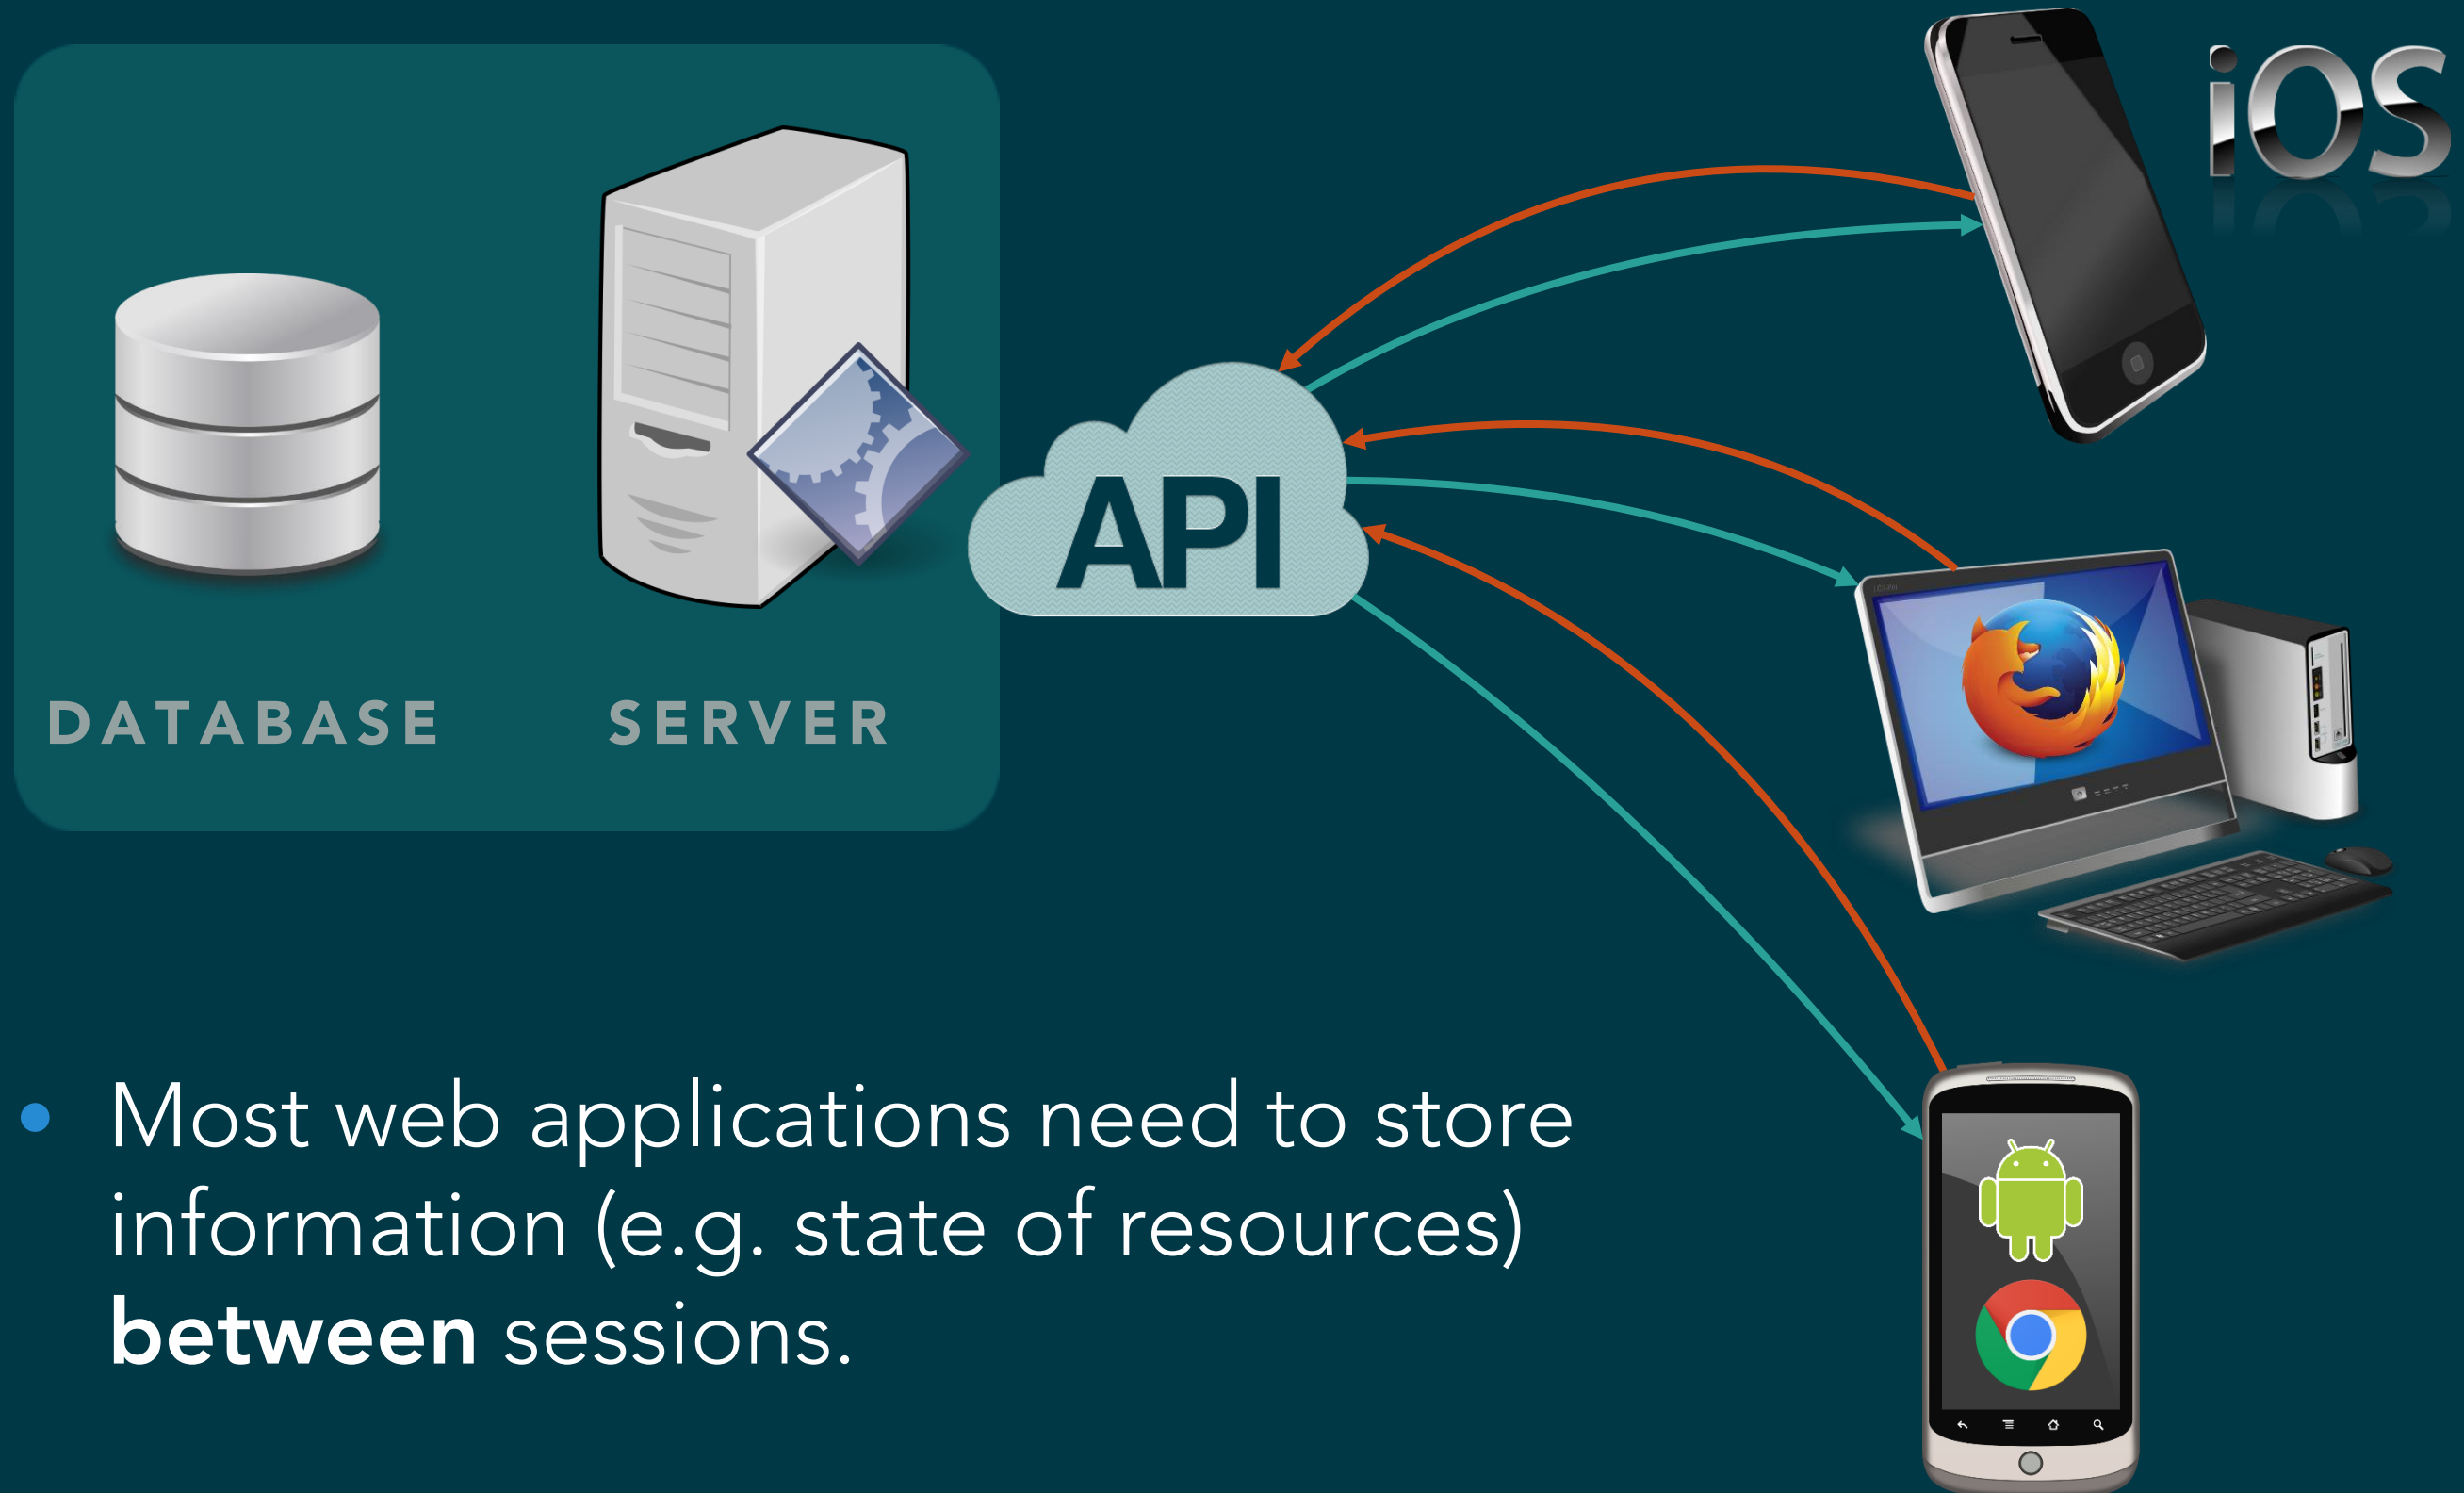 iOS
API
DATABASE
SERVER
• Most web applications need to store
information (e.g. state of resources)
between sessions.